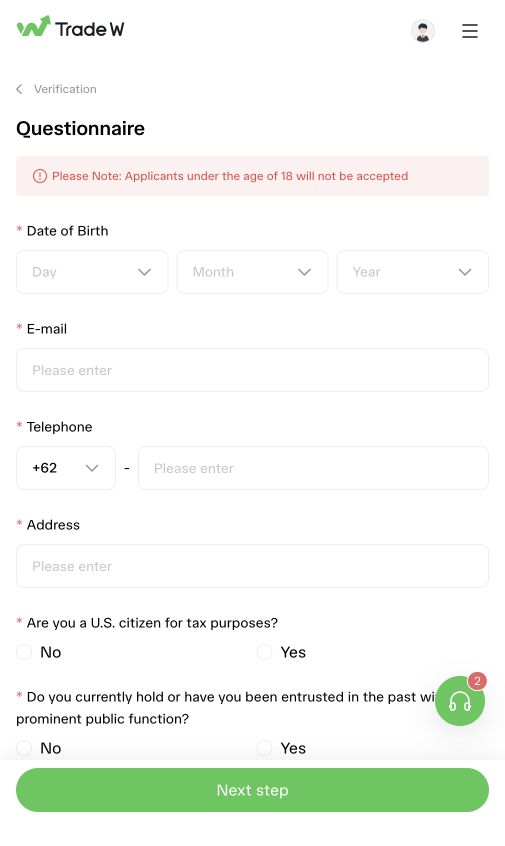 Trade W
Verification
Questionnaire
Please Note: Applicants under the age of 18 will not be accepted
* Date of Birth
Day Month Year
* E-mail
Please enter
* Telephone
+62 - Please enter
* Address
Please enter
* Are you a U.S. citizen for tax purposes?
No Yes
2
* Do you currently hold or have you been entrusted in the past
prominent public function?
No Yes
Next step